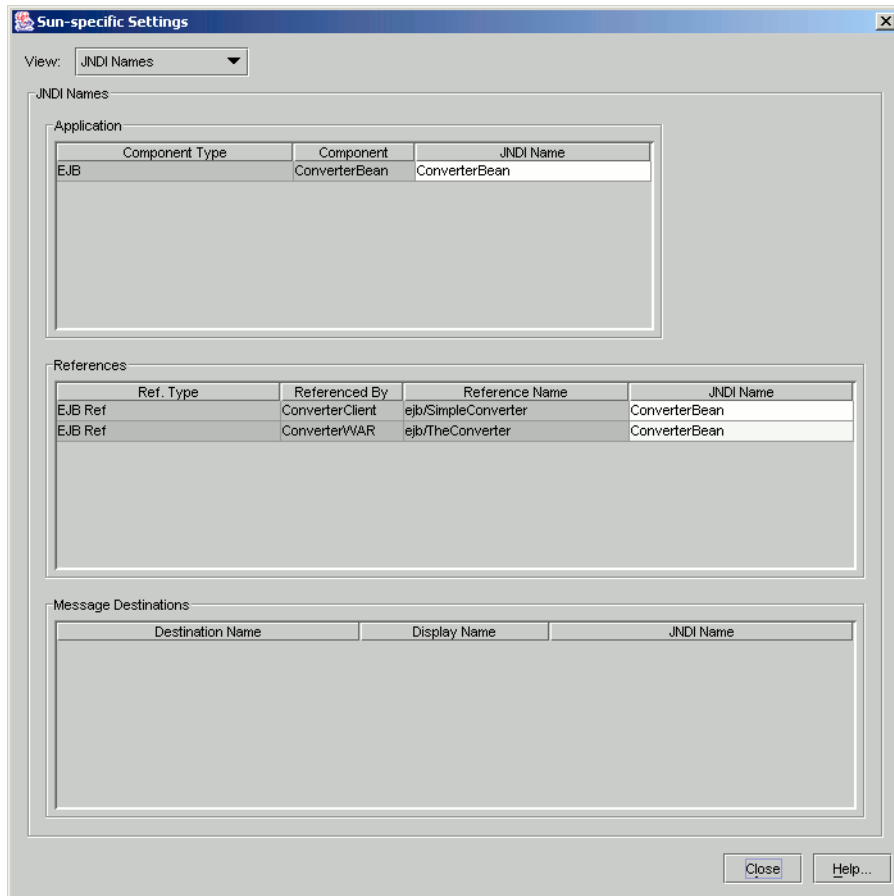 Sun-specific Settings
View: JNDI Names
JNDI Names
Application
Component Type Component JNDI Name
EJB ConverterBean ConverterBean
References
Ref. Type Referenced By Reference Name JNDI Name
EJB Ref ConverterClient ejb/SimpleConverter ConverterBean
EJB Ref ConverterWAR ejb/TheConverter ConverterBean
Message Destinations
Destination Name Display Name JNDI Name
Close Help...